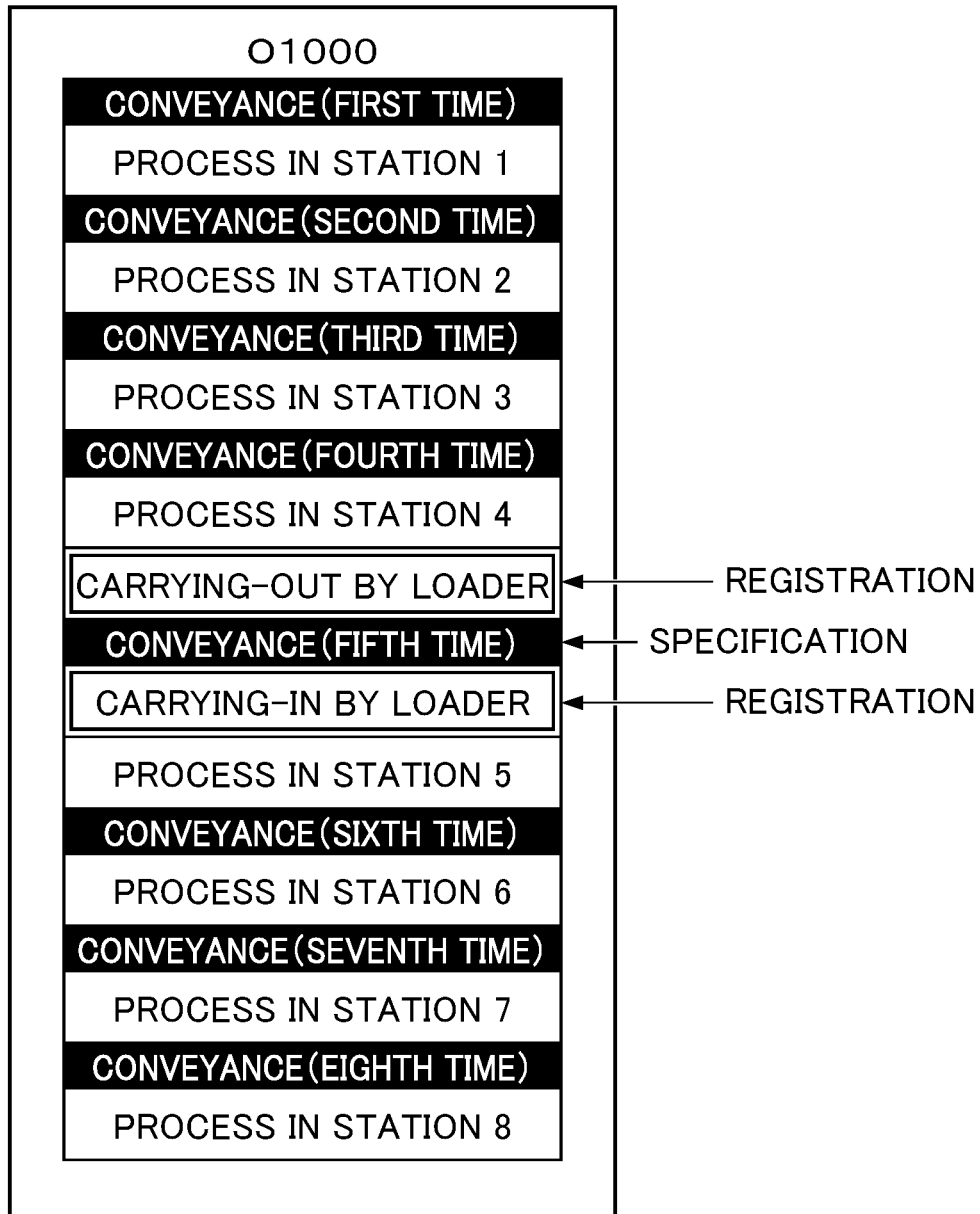 O1000
CONVEYANCE(FIRST TIME)
PROCESS IN STATION 1
CONVEYANCE(SECOND TIME)
PROCESS IN STATION 2
CONVEYANCE(THIRD TIME)
PROCESS IN STATION 3
CONVEYANCE(FOURTH TIME)
PROCESS IN STATION 4
CARRYING-OUT BY LOADER REGISTRATION
CONVEYANCE(FIFTH TIME) SPECIFICATION
CARRYING-IN BY LOADER REGISTRATION
PROCESS IN STATION 5
CONVEYANCE(SIXTH TIME)
PROCESS IN STATION 6
CONVEYANCE(SEVENTH TIME)
PROCESS IN STATION 7
CONVEYANCE(EIGHTH TIME)
PROCESS IN STATION 8